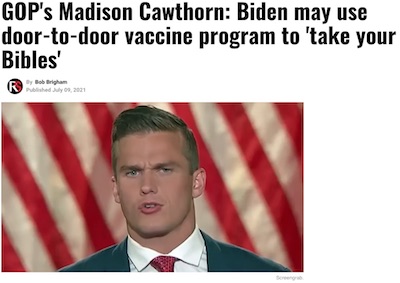 GOP's Madison Cawthorn: Biden may use
door-to-door vaccine program to 'take your
Bibles'
R
By Bob Brigham
Published July 09, 2021
Screengrab